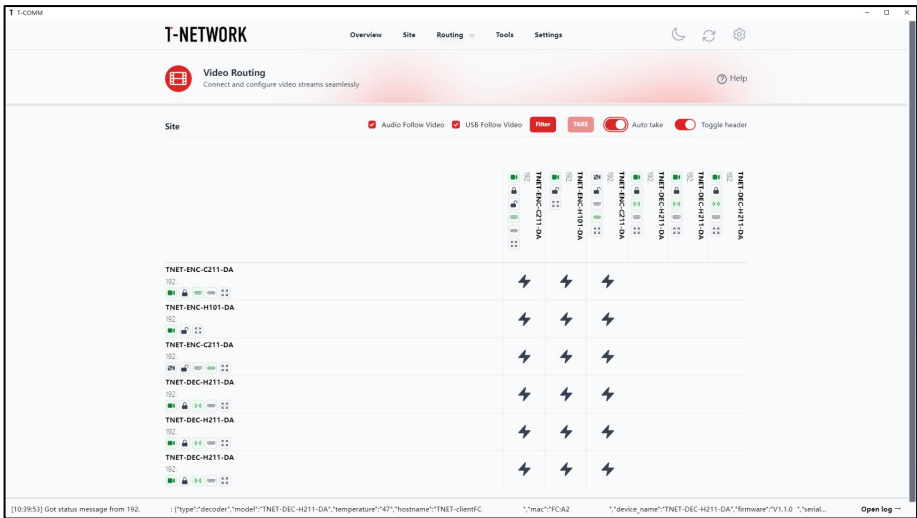 T T-COMM
T-NETWORK
Overview Site Routing Tools Settings
Video Routing
Connect and configure video streams seamlessly
Help
Site
Audio Follow Video USB Follow Video Filter TAKE Auto take Toggle header
192.
TNET-ENC-C211-DA
192.
TNET-ENC-H101-DA
192.
TNET-ENC-C211-DA
192.
TNET-DEC-H211-DA
192.
TNET-DEC-H211-DA
192.
TNET-DEC-H211-DA
TNET-ENC-C211-DA
192.
TNET-ENC-H101-DA
192.
TNET-ENC-C211-DA
192.
TNET-DEC-H211-DA
192.
TNET-DEC-H211-DA
192.
TNET-DEC-H211-DA
192.
[10:39:53] Got status message from 192. : {"type":"decoder","model":"TNET-DEC-H211-DA","temperature":"47","hostname":"TNET-clientFC ","mac":"FC:A2 ","device_name":"TNET-DEC-H211-DA","firmware":"V1.1.0 ","serial... Open log →